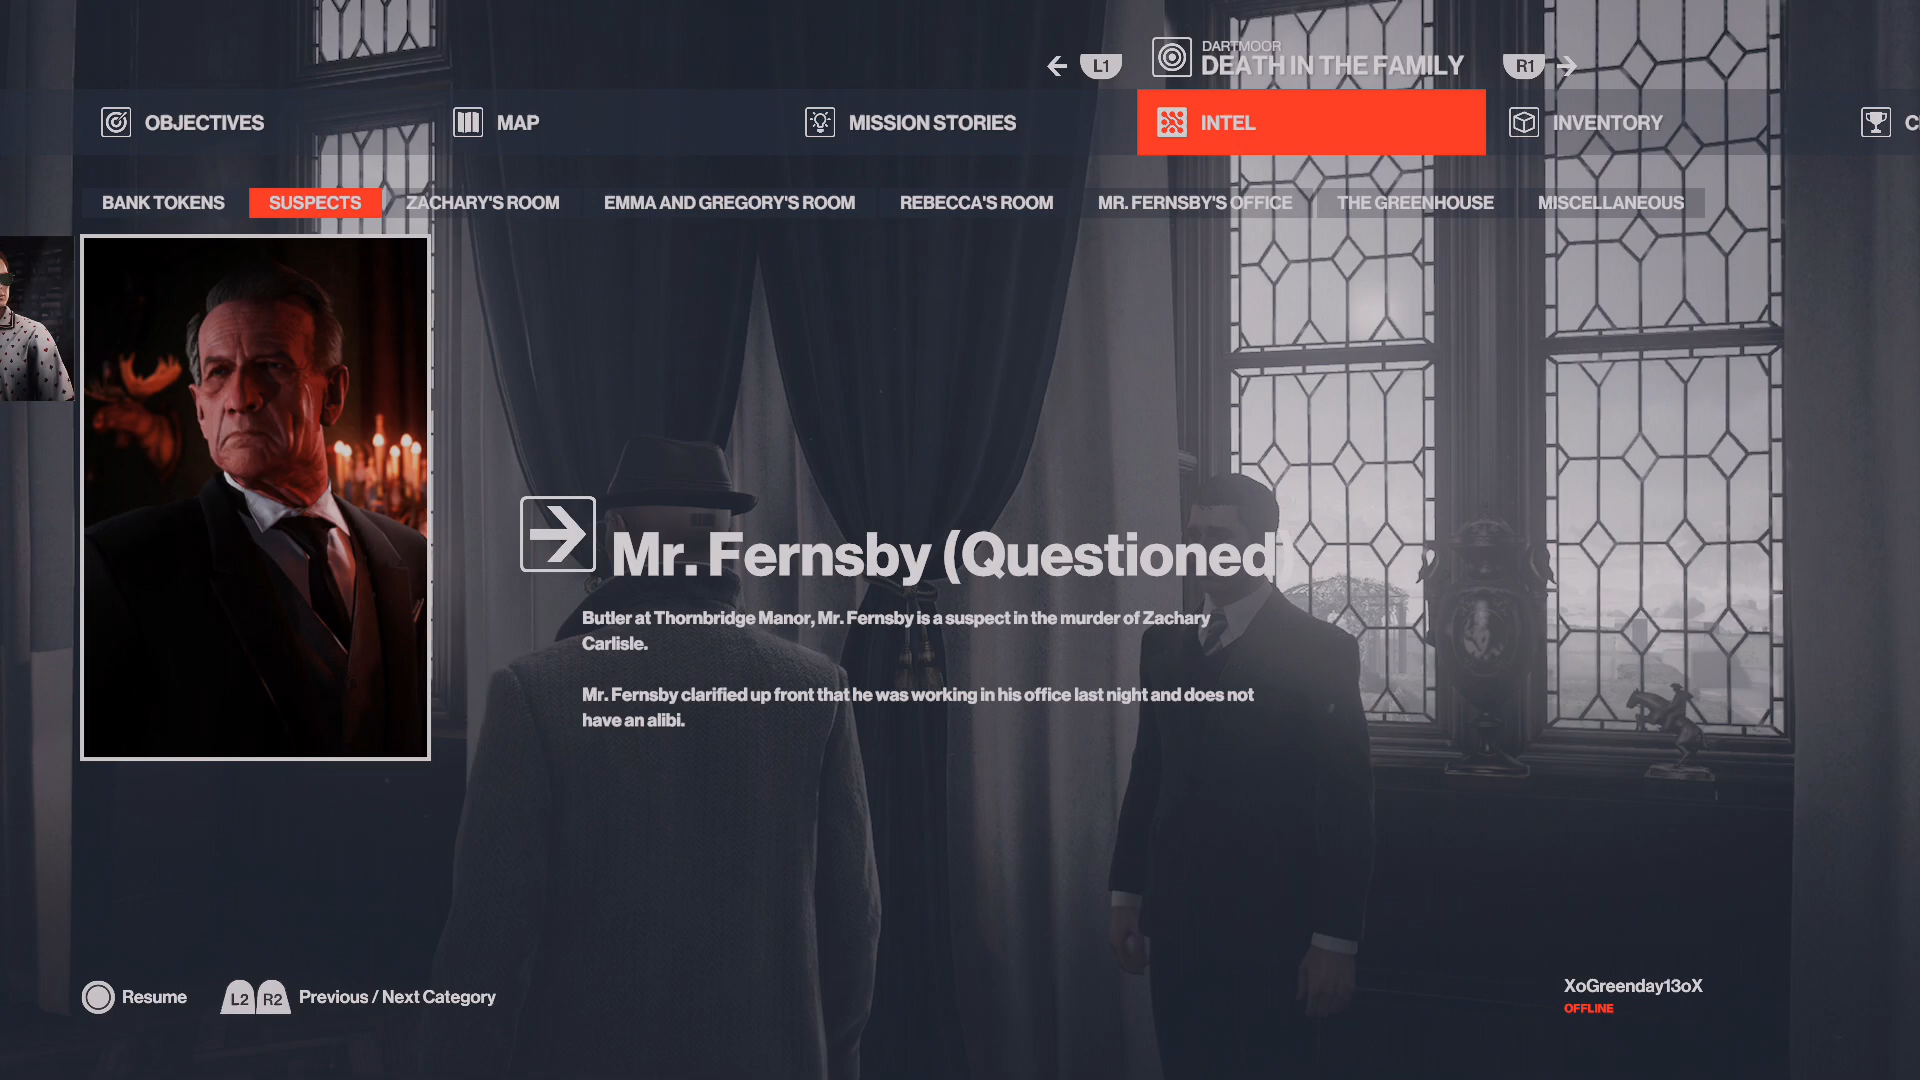 DARTMOOR
L1 DEATH IN THE FAMILY R1
OBJECTIVES MAP MISSION STORIES INTEL INVENTORY
BANK TOKENS SUSPECTS ZACHARY'S ROOM EMMA AND GREGORY'S ROOM REBECCA'S ROOM MR. FERNSBY'S OFFICE THE GREENHOUSE MISCELLANEOUS
Mr. Fernsby (Questioned)
Butler at Thornbridge Manor, Mr. Fernsby is a suspect in the murder of Zachary
Carlisle.
Mr. Fernsby clarified up front that he was working in his office last night and does not
have an alibi.
Resume L2 R2 Previous / Next Category
XoGreenday13oX
OFFLINE